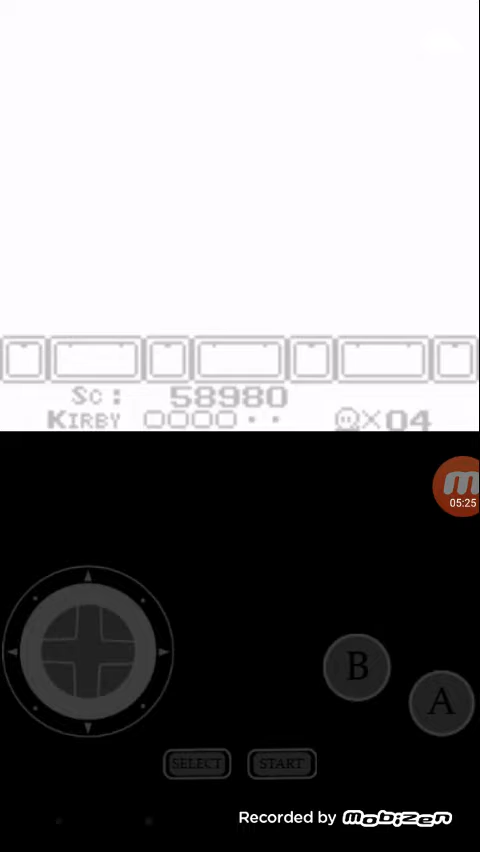 Sc: 58980
KIRBY ×04
05:25
B
A
SELECT START
Recorded by mobizen